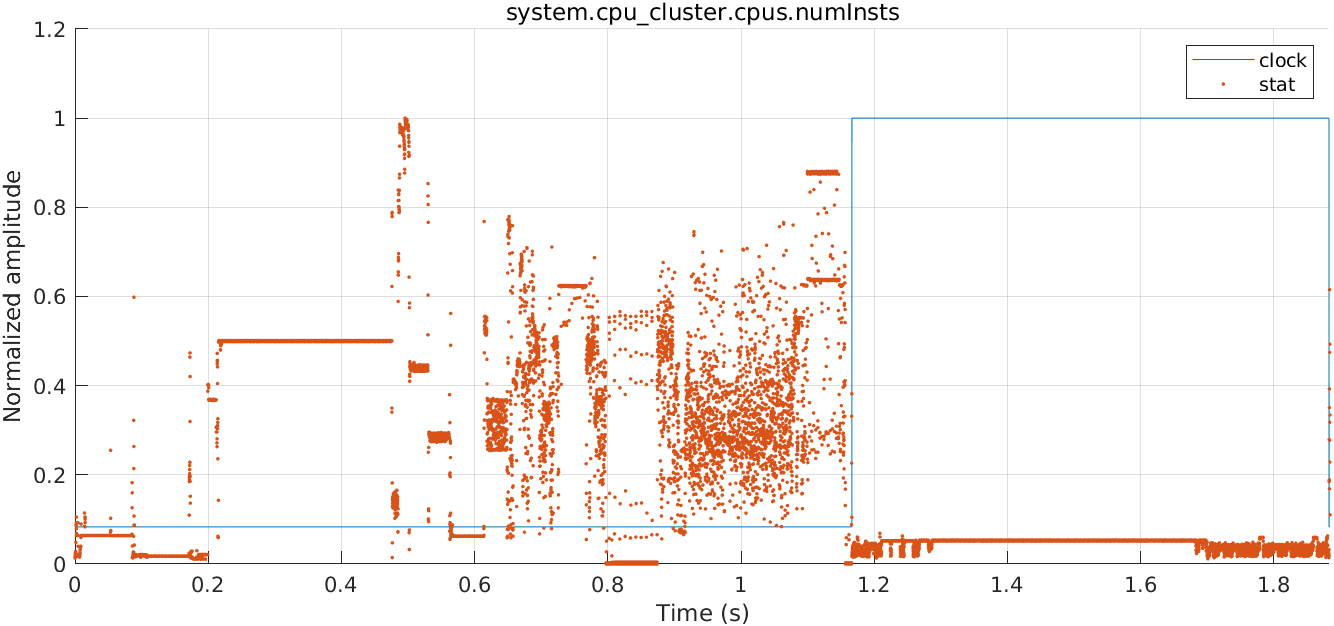 system.cpu_cluster.cpus.numInsts
1.2
1
0.8
0.6
0.4
0.2
0
Normalized amplitude
clock
stat
0 0.2 0.4 0.6 0.8 1 1.2 1.4 1.6 1.8
Time (s)